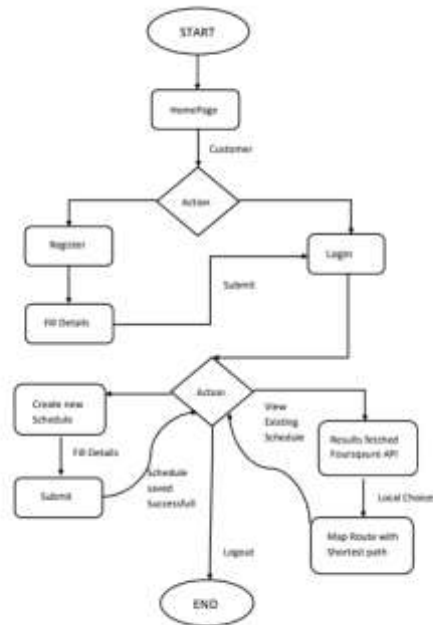 START
HomePage
Customer
Action
Register
Login
Fill Details
Submit
Action
Create new
Schedule
View
Existing
Schedule
Results fetched
Foursqaure API
Fill Details
Submit
Schedule
saved
Successfull
Local Choice
Map Route with
Shortest path
Logout
END